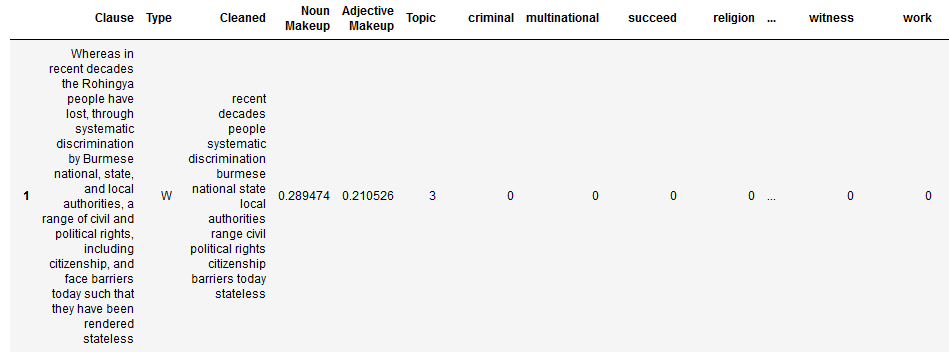 Clause Type Cleaned Noun Makeup Adjective Makeup Topic criminal multinational succeed religion ... witness work
1
Whereas in
recent decades
the Rohingya
people have
lost, through
systematic
discrimination
by Burmese
national, state,
and local
authorities, a
range of civil and
political rights,
including
citizenship, and
face barriers
today such that
they have been
rendered
stateless
W
recent
decades
people
systematic
discrimination
burmese
national state
local
authorities
range civil
political rights
citizenship
barriers today
stateless
0.289474 0.210526 3 0 0 0 0 ... 0 0